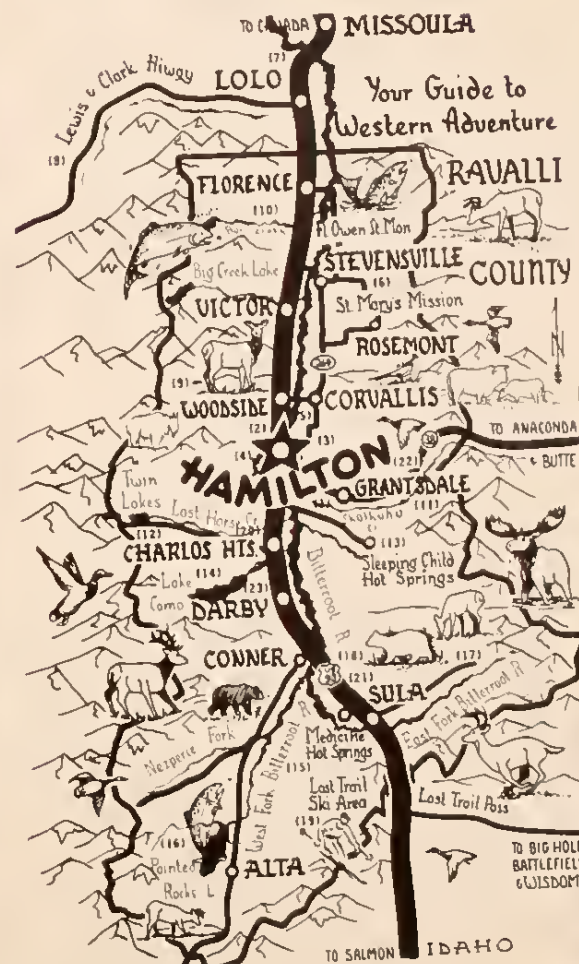 TO CANADA
MISSOULA
(7)
LOLO
Lewis & Clark Hiway
(8)
Your Guide to
Western Adventure
RAVALLI
COUNTY
FLORENCE
(10)
Ft. Owen St. Mon
STEVENSVILLE
(6)
Big Creek Lake
St. Mary's Mission
VICTOR
ROSEMONT
(9)
WOODSIDE
(5)
CORVALLIS
(2)
(3)
(4)
HAMILTON
TO ANACONDA
& BUTTE
(22)
GRANTSDALE
(11)
Twin
Lakes
Lost Horse Cr.
(12)
(20)
Skalkaho
Cr.
(13)
CHARLOS HTS.
Sleeping Child
Hot Springs
(14)
Lake
Como
(23)
DARBY
Bitterroot R
CONNER
(18)
(17)
(21)
SULA
East Fork Bitterroot R
Medicine
Hot Springs
Nezperce Fork
West Fork Bitterroot R
(15)
Lost Trail
Ski Area
(19)
Lost Trail Pass
(16)
Painted
Rocks L
ALTA
TO BIG HOLE
BATTLEFIELD
& WISDOM
TO SALMON
IDAHO